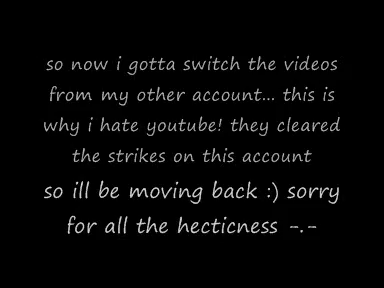 so now i gotta switch the videos
from my other account... this is
why i hate youtube! they cleared
the strikes on this account
so ill be moving back :) sorry
for all the hecticness -.-